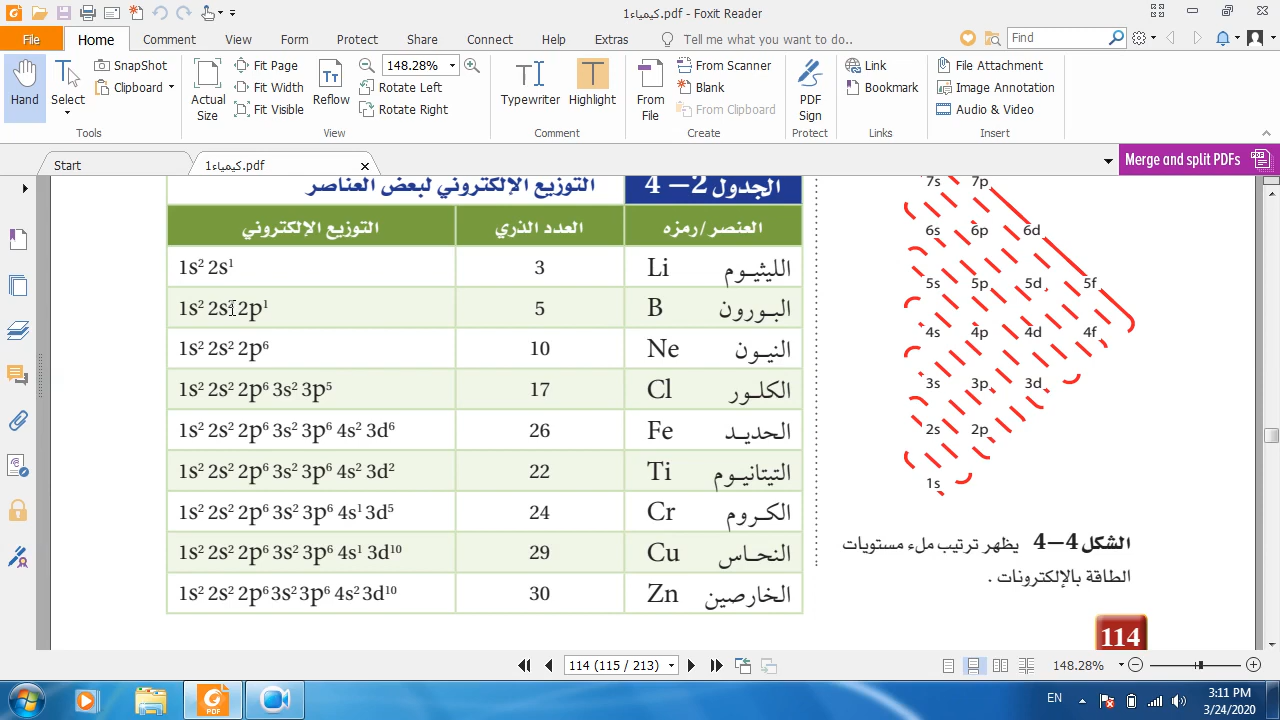 كيمياء1.pdf - Foxit Reader
File Home Comment View Form Protect Share Connect Help Extras Tell me what you want to do.. Find
Hand
Select
SnapShot
Clipboard
Tools
Actual Size
Fit Page
Fit Width
Fit Visible
Reflow
148.28%
Rotate Left
Rotate Right
View
Typewriter
Highlight
Comment
From File
From Scanner
Blank
From Clipboard
Create
PDF Sign
Protect
Link
Bookmark
Links
File Attachment
Image Annotation
Audio & Video
Insert
Start
كيمياء1.pdf
Merge and split PDFs
الجدول 2–4 التوزيع الإلكتروني لبعض العناصر
العنصر/رمزه العدد الذري التوزيع الإلكتروني
الليثيـوم Li 3 1s² 2s¹
البـورون B 5 1s² 2s² 2p¹
النيـون Ne 10 1s² 2s² 2p⁶
الكلـور Cl 17 1s² 2s² 2p⁶ 3s² 3p⁵
الحديـد Fe 26 1s² 2s² 2p⁶ 3s² 3p⁶ 4s² 3d⁶
التيتانيـوم Ti 22 1s² 2s² 2p⁶ 3s² 3p⁶ 4s² 3d²
الكـروم Cr 24 1s² 2s² 2p⁶ 3s² 3p⁶ 4s¹ 3d⁵
النحـاس Cu 29 1s² 2s² 2p⁶ 3s² 3p⁶ 4s¹ 3d¹⁰
الخارصين Zn 30 1s² 2s² 2p⁶ 3s² 3p⁶ 4s² 3d¹⁰
7s 7p
6s 6p 6d
5s 5p 5d 5f
4s 4p 4d 4f
3s 3p 3d
2s 2p
1s
الشكل 4–4 يظهر ترتيب ملء مستويات
الطاقة بالإلكترونات .
114
114 (115 / 213)
148.28%
PDF
EN
3:11 PM
3/24/2020